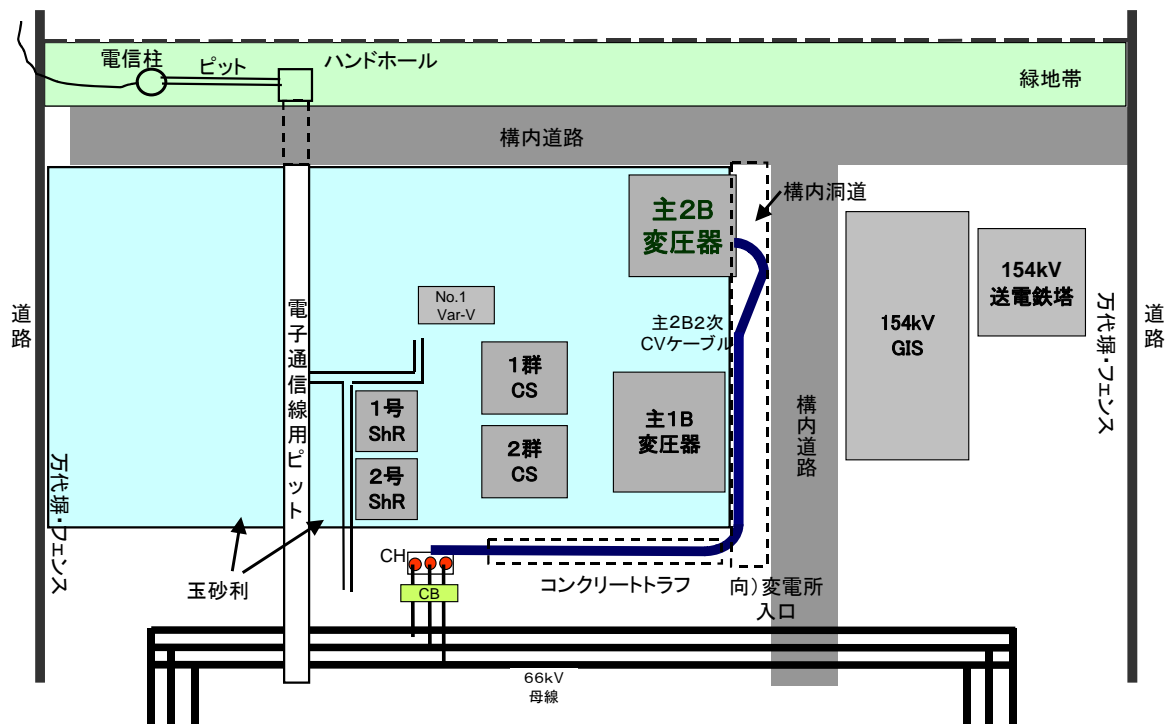 電信柱
ピット
ハンドホール
緑地帯
構内道路
主2B
変圧器
構内洞道
154kV
送電鉄塔
154kV
GIS
No.1
Var-V
主2B2次
CVケーブル
1群
CS
2群
CS
主1B
変圧器
1号
ShR
2号
ShR
電子通信線用ピット
構内道路
道路
道路
万代塀・フェンス
万代塀・フェンス
玉砂利
CH
CB
コンクリートトラフ
向）変電所
入口
66kV
母線